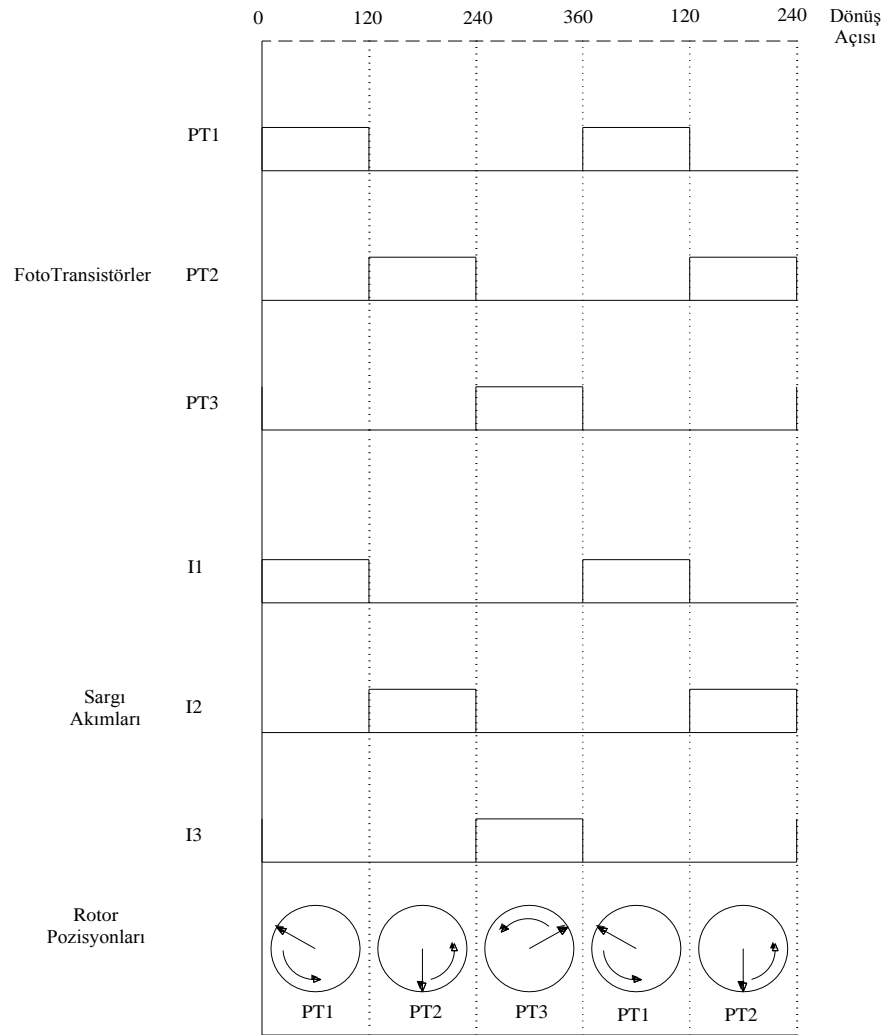 0 120 240 360 120 240 Dönüş
Açısı
PT1
FotoTransistörler PT2
PT3
I1
Sargı
Akımları
I2
I3
Rotor
Pozisyonları
PT1 PT2 PT3 PT1 PT2